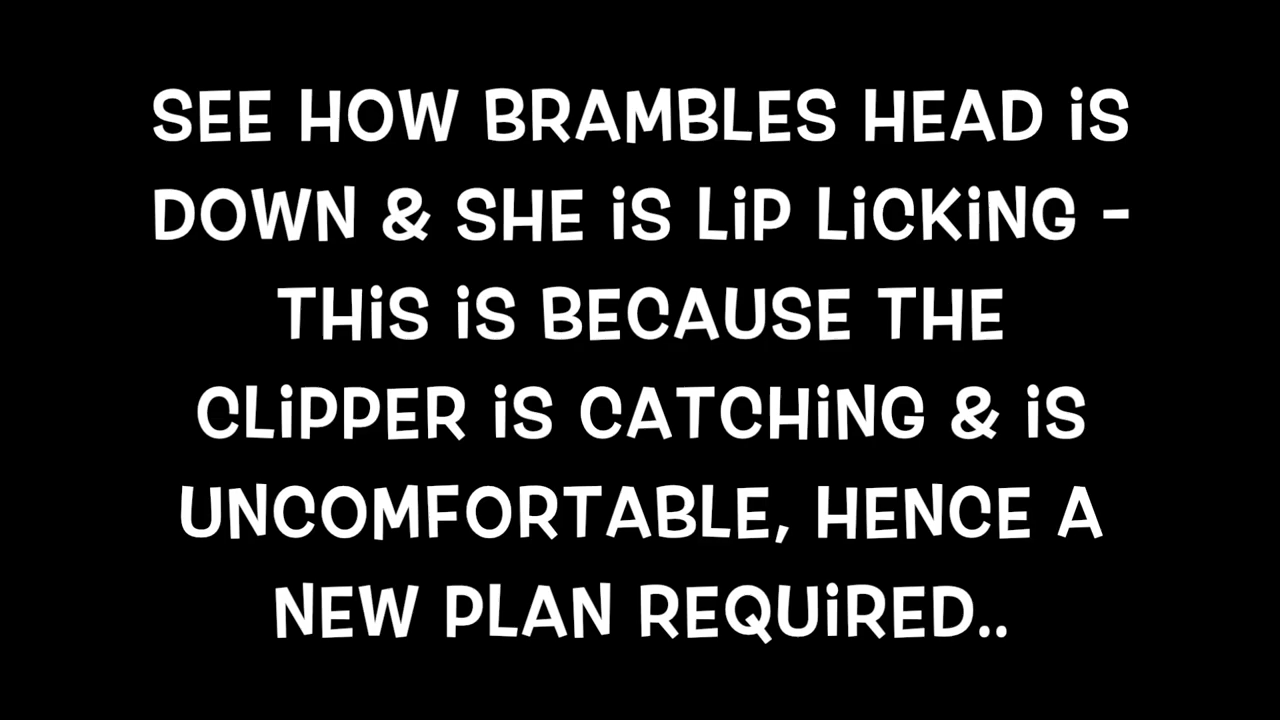 SEE HOW BRAMBLES HEAD iS
DOWN & SHE iS LiP LiCKiNG -
THiS iS BECAUSE THE
CLiPPER iS CATCHiNG & iS
UNCOMFORTABLE, HENCE A
NEW PLAN REQUiRED..